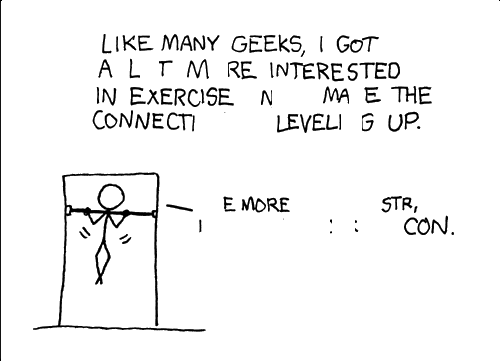 LIKE MANY GEEKS, I GOT
A L T M RE INTERESTED
IN EXERCISE N MA E THE
CONNECTI LEVELI G UP.
E MORE STR,
: : CON.